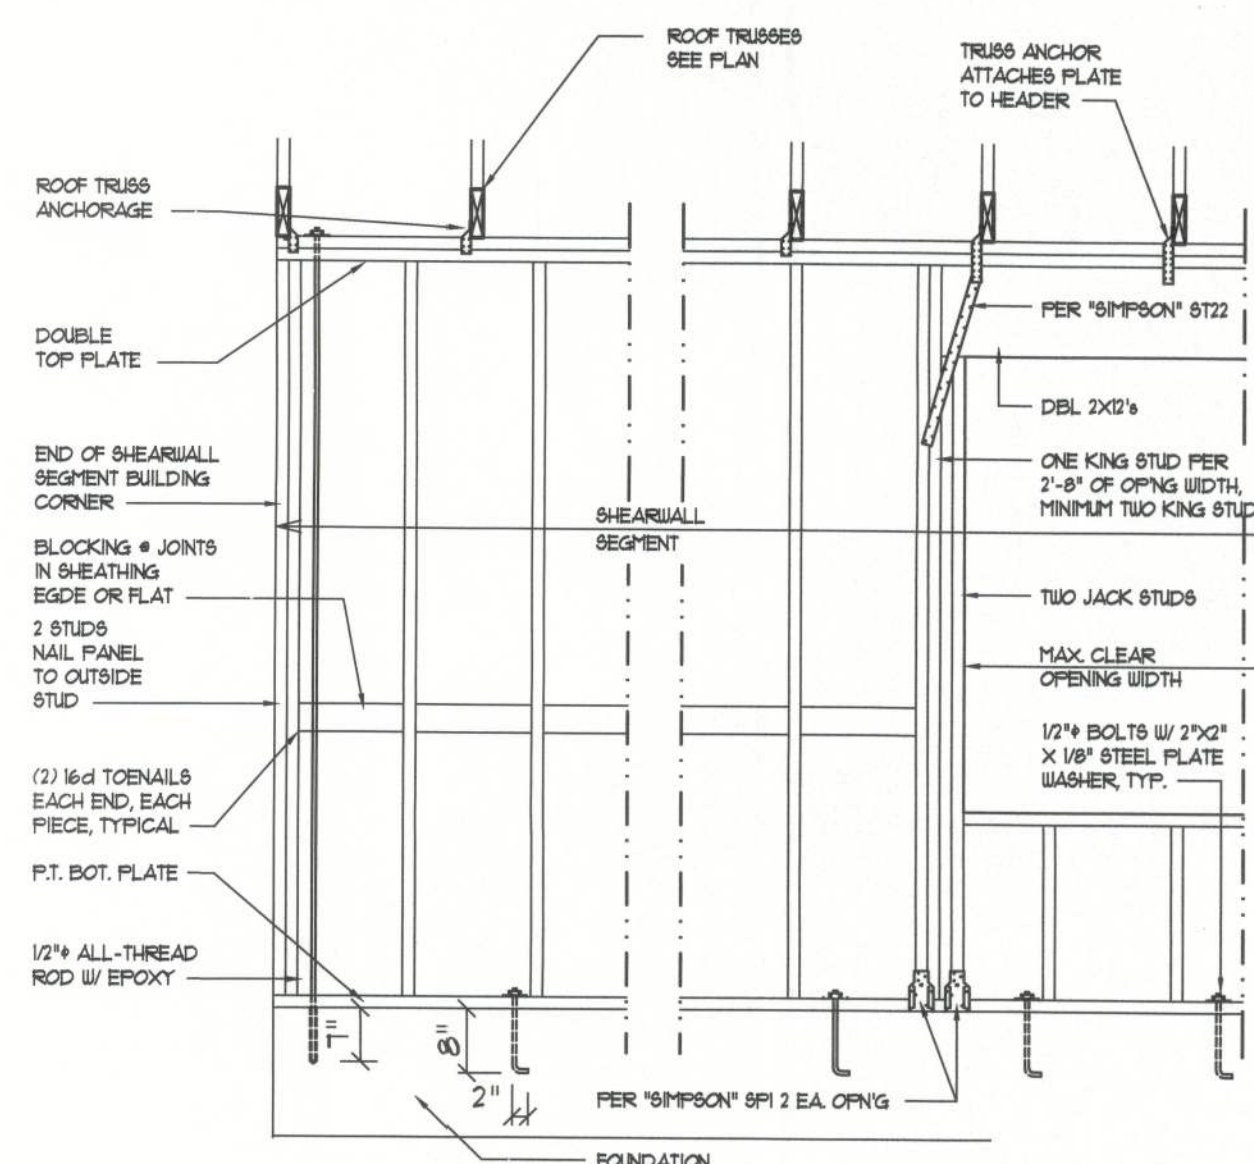 ROOF TRUSSES
SEE PLAN
TRUSS ANCHOR
ATTACHES PLATE
TO HEADER
ROOF TRUSS
ANCHORAGE
PER "SIMPSON" ST22
DOUBLE
TOP PLATE
DBL 2X12's
END OF SHEARWALL
SEGMENT BUILDING
CORNER
ONE KING STUD PER
2'-8" OF OP'NG WIDTH,
MINIMUM TWO KING STUD
SHEARWALL
SEGMENT
BLOCKING @ JOINTS
IN SHEATHING
EGDE OR FLAT
TWO JACK STUDS
2 STUDS
NAIL PANEL
TO OUTSIDE
STUD
MAX. CLEAR
OPENING WIDTH
1/2"φ BOLTS W/ 2"X2"
X 1/8" STEEL PLATE
WASHER, TYP.
(2) 16d TOENAILS
EACH END, EACH
PIECE, TYPICAL
P.T. BOT. PLATE
1/2"φ ALL-THREAD
ROD W/ EPOXY
7"
8"
2"
PER "SIMPSON" SP1 2 EA. OPN'G
FOUNDATION